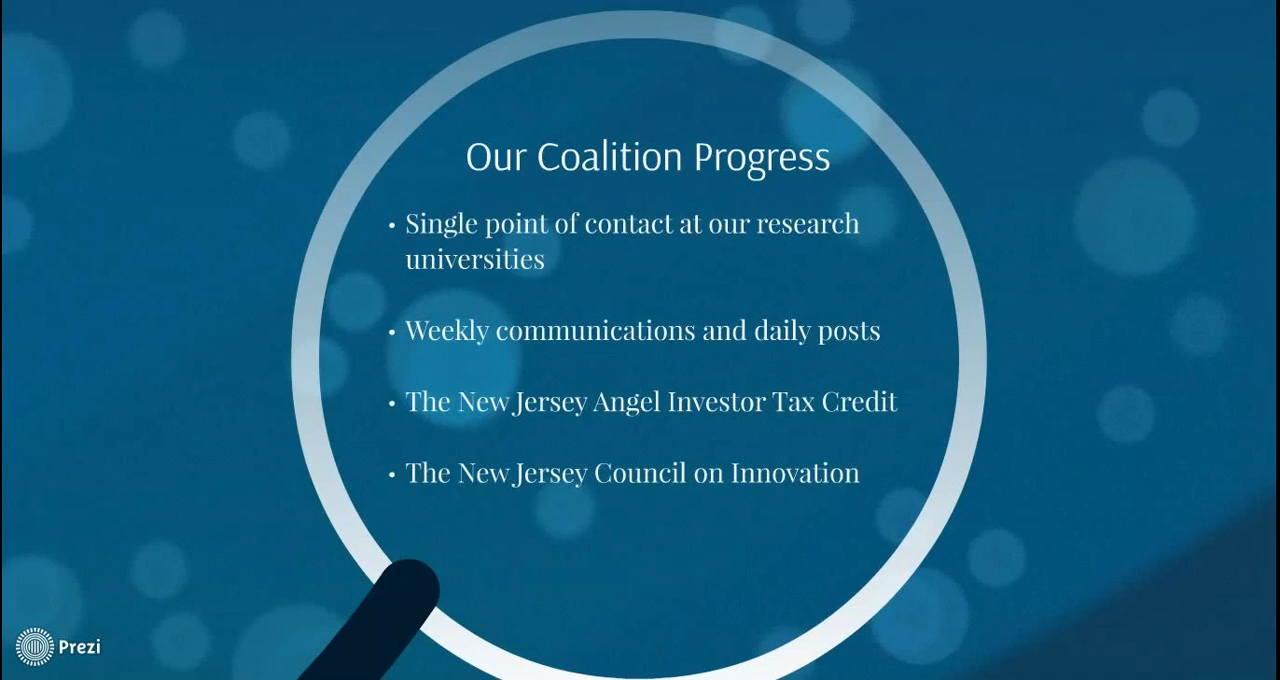 Our Coalition Progress
• Single point of contact at our research
universities
• Weekly communications and daily posts
• The New Jersey Angel Investor Tax Credit
• The New Jersey Council on Innovation
Prezi